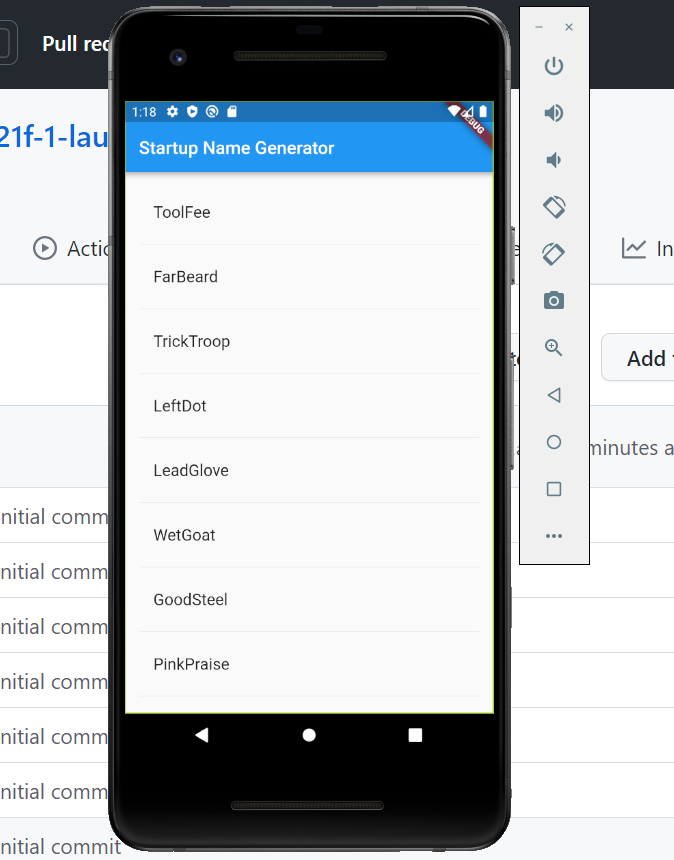 Pull
21f-1-lau
1:18
DEBUG
Startup Name Generator
ToolFee
Actio
In
FarBeard
TrickTroop
Add
LeftDot
minutes a
LeadGlove
nitial comm
WetGoat
nitial comm
GoodSteel
nitial comm
PinkPraise
nitial comm
nitial comm
nitial comm
nitial commit